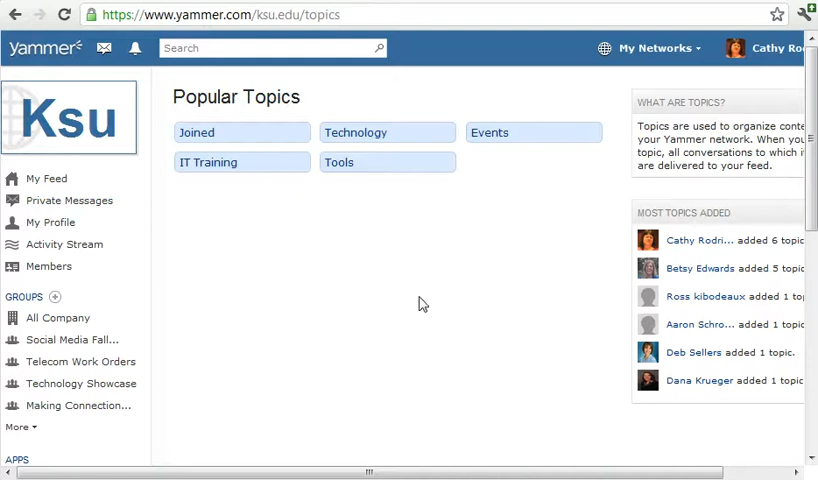 https://www.yammer.com/ksu.edu/topics
yammer
Search
My Networks
Cathy Ro
Ksu
My Feed
Private Messages
My Profile
Activity Stream
Members
GROUPS
All Company
Social Media Fall...
Telecom Work Orders
Technology Showcase
Making Connection...
More
APPS
Popular Topics
Joined
Technology
Events
IT Training
Tools
WHAT ARE TOPICS?
Topics are used to organize conte
your Yammer network. When you
topic, all conversations to which i
are delivered to your feed.
MOST TOPICS ADDED
Cathy Rodri... added 6 topic
Betsy Edwards added 5 topic
Ross kibodeaux added 1 top
Aaron Schro... added 1 topic
Deb Sellers added 1 topic.
Dana Krueger added 1 topic